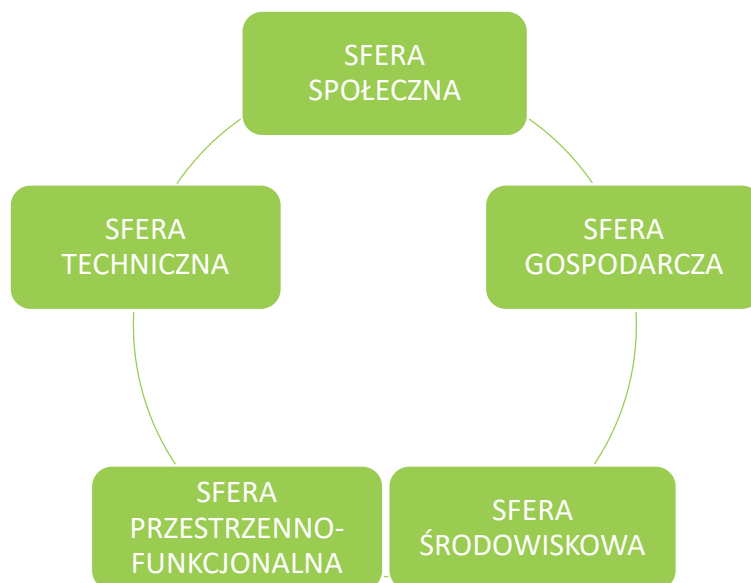 SFERA
SPOŁECZNA
SFERA
TECHNICZNA
SFERA
GOSPODARCZA
SFERA
PRZESTRZENNO-
FUNKCJONALNA
SFERA
ŚRODOWISKOWA